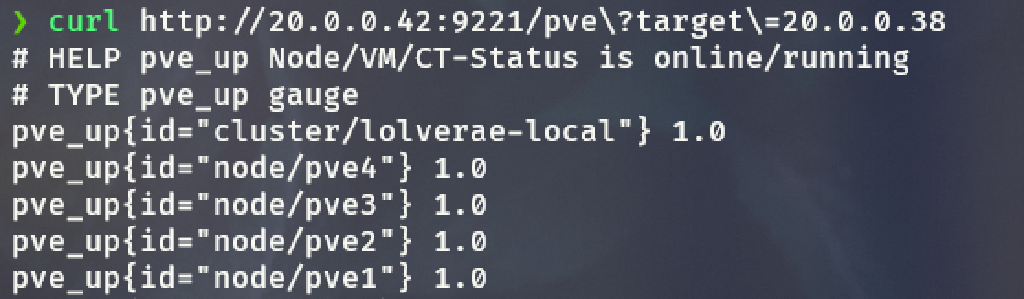 ❯ curl http://20.0.0.42:9221/pve\?target\=20.0.0.38
# HELP pve_up Node/VM/CT-Status is online/running
# TYPE pve_up gauge
pve_up{id="cluster/lolverae-local"} 1.0
pve_up{id="node/pve4"} 1.0
pve_up{id="node/pve3"} 1.0
pve_up{id="node/pve2"} 1.0
pve_up{id="node/pve1"} 1.0